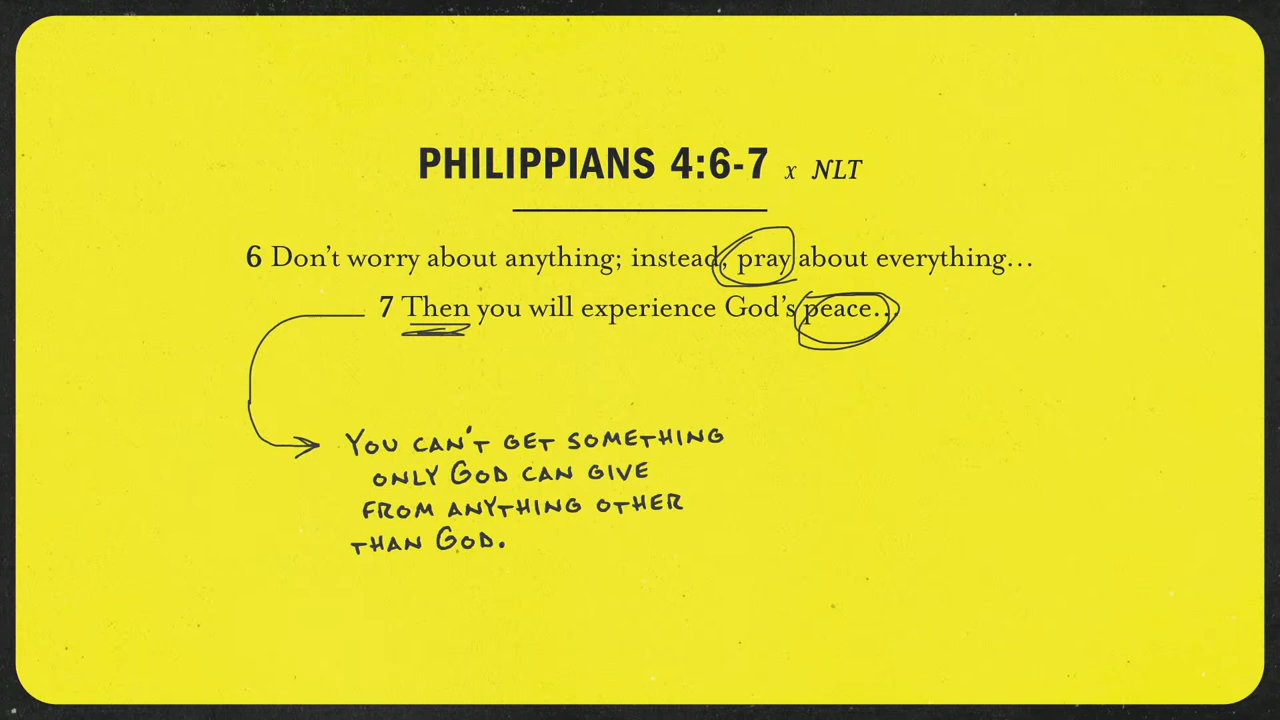 PHILIPPIANS 4:6-7 x NLT
6 Don’t worry about anything; instead, pray about everything…
7 Then you will experience God’s peace…
YOU CAN'T GET SOMETHING
ONLY GOD CAN GIVE
FROM ANYTHING OTHER
THAN GOD.